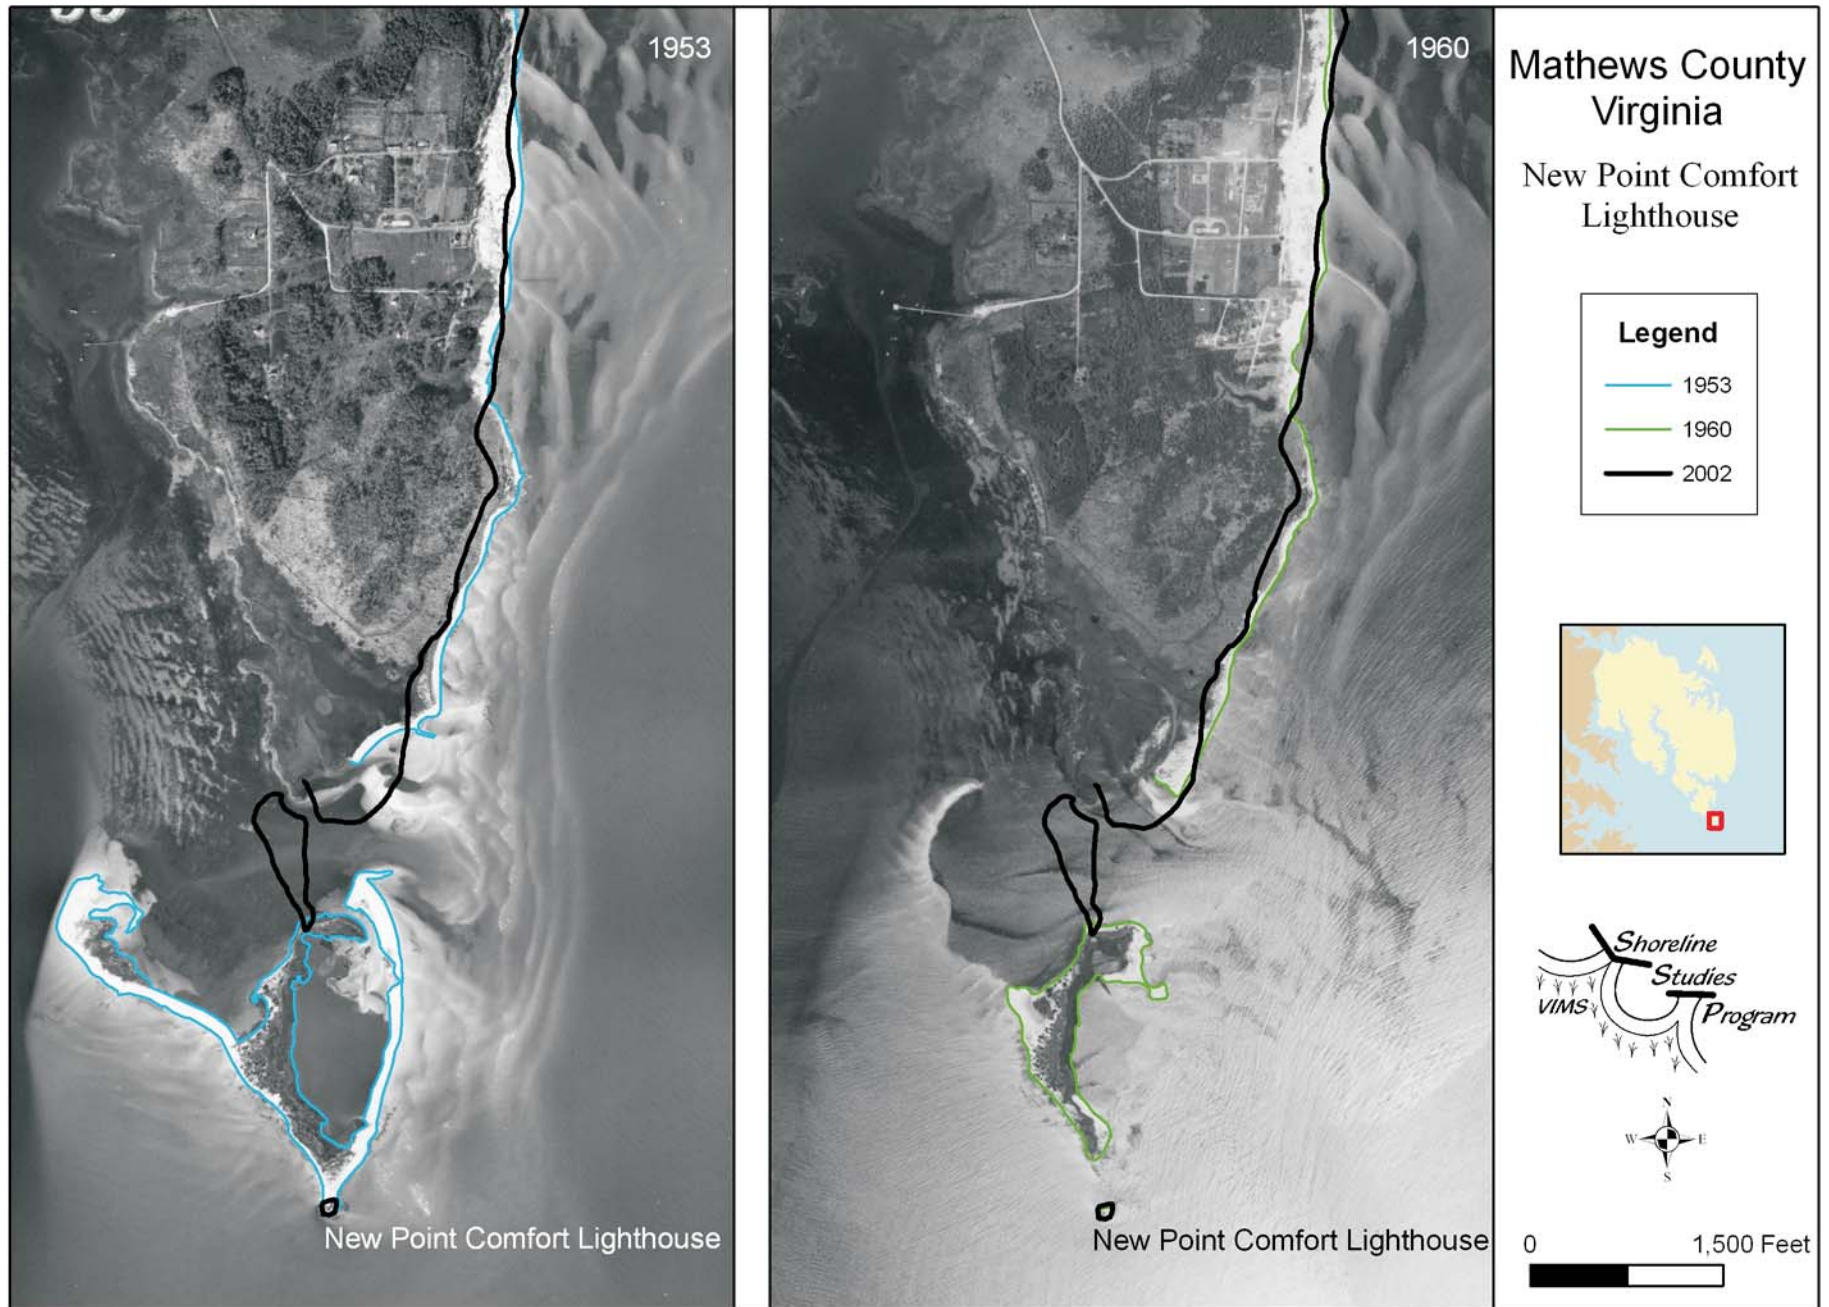 1953
New Point Comfort Lighthouse
1960
New Point Comfort Lighthouse
Mathews County
Virginia
New Point Comfort
Lighthouse
Legend
1953
1960
2002
Shoreline
Studies
VIMS
Program
N
W E
S
0 1,500 Feet